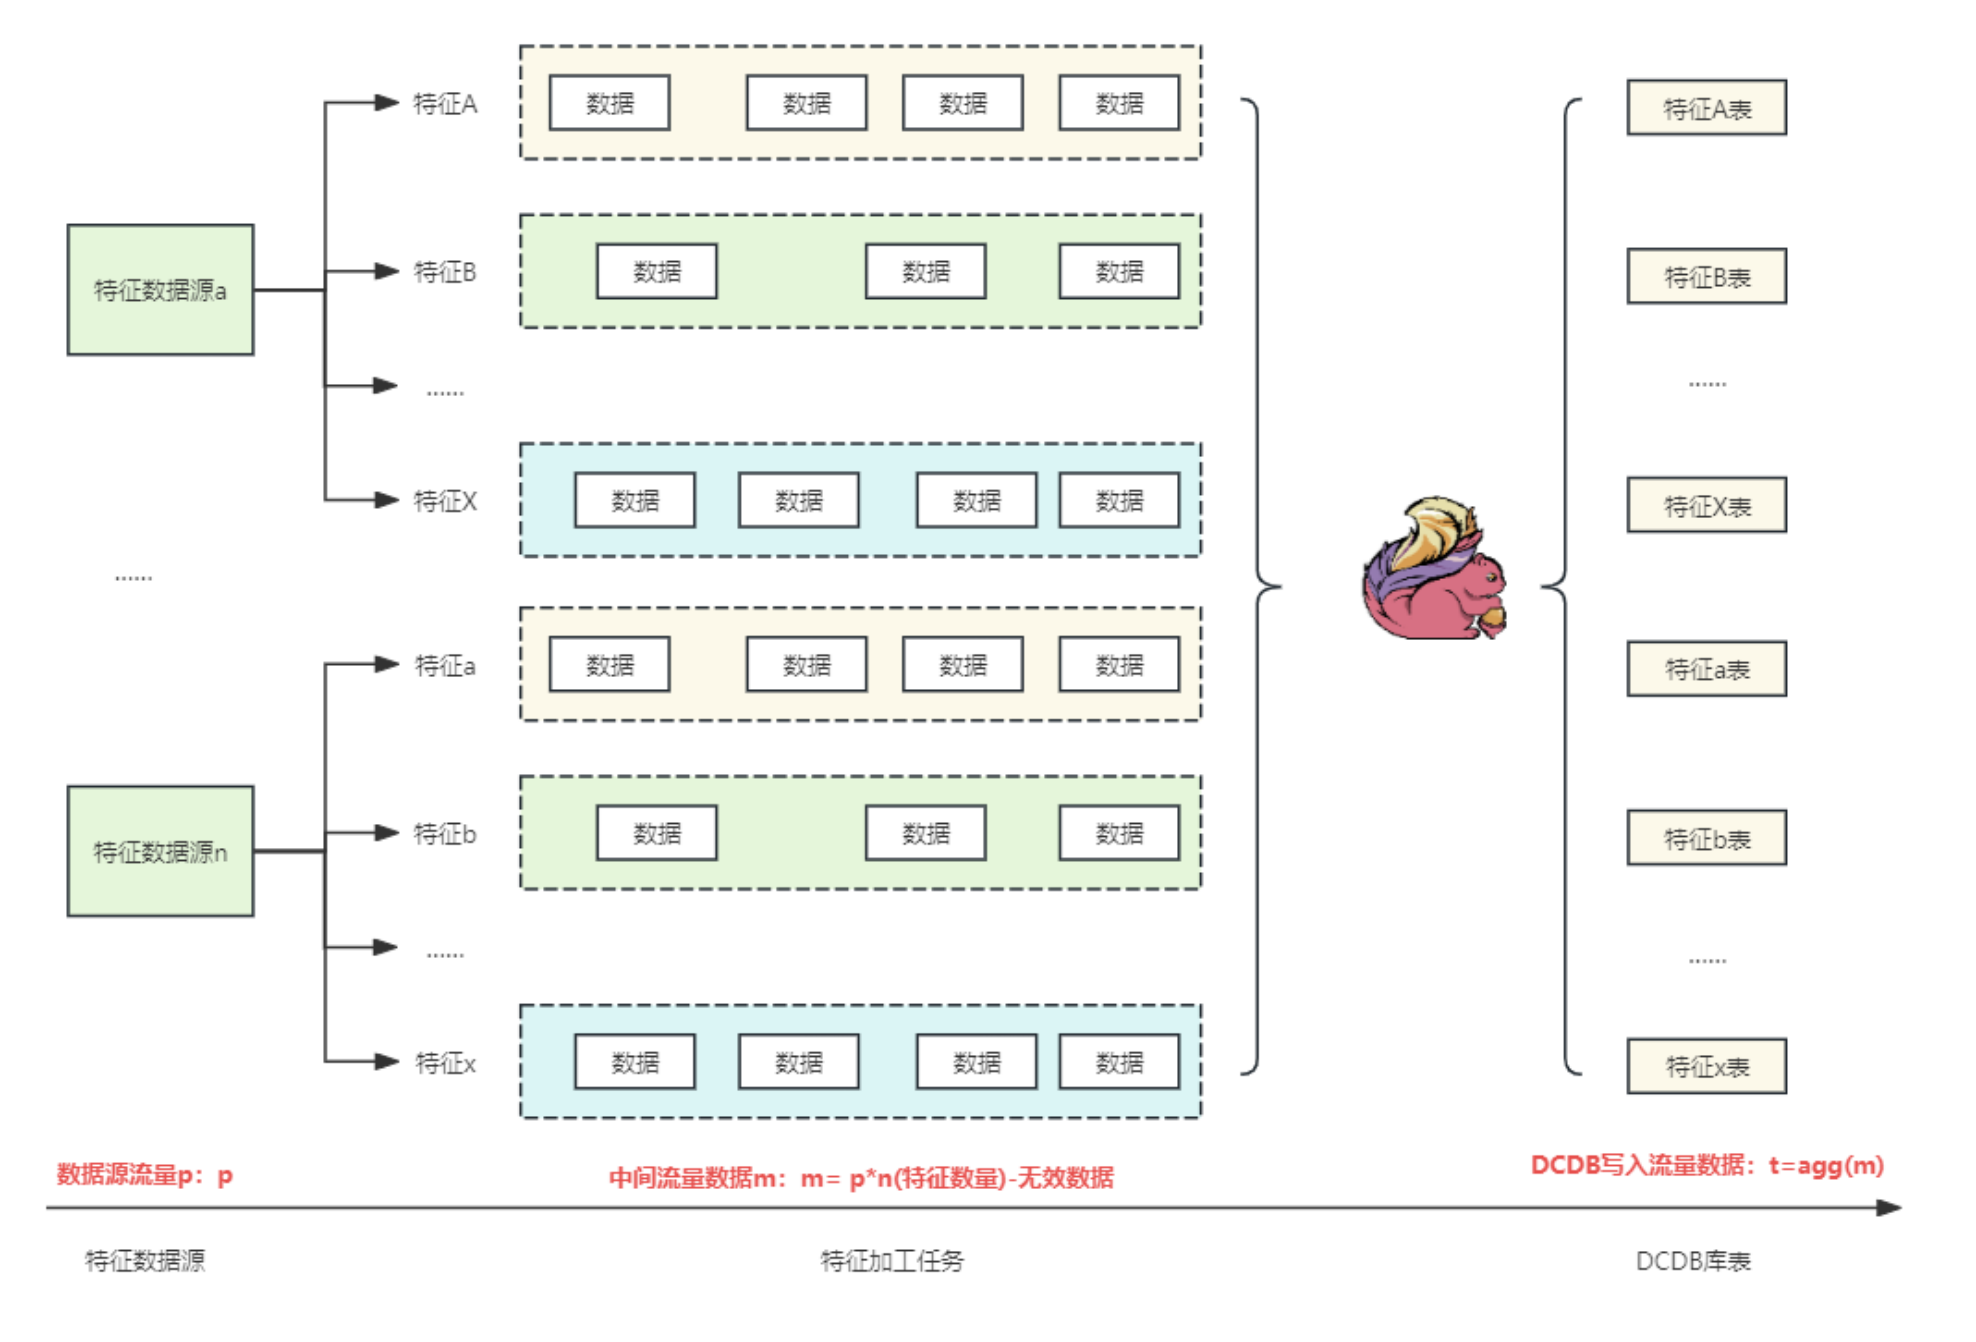 特征A
数据
数据
数据
数据
特征A表
特征数据源a
特征B
数据
数据
数据
特征B表
......
......
特征X
数据
数据
数据
数据
特征X表
......
特征a
数据
数据
数据
数据
特征a表
特征数据源n
特征b
数据
数据
数据
特征b表
......
......
特征x
数据
数据
数据
数据
特征x表
数据源流量p：p
中间流量数据m：m= p*n(特征数量)-无效数据
DCDB写入流量数据：t=agg(m)
特征数据源
特征加工任务
DCDB库表